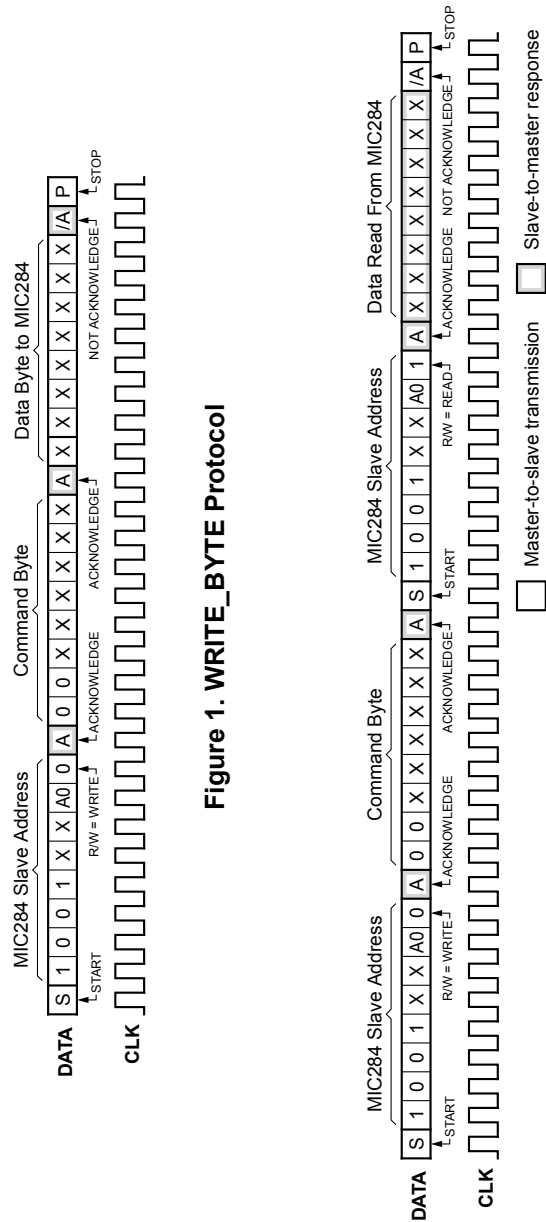 MIC284 Slave Address Command Byte Data Byte to MIC284
DATA S 1 0 0 1 X X A0 0 A 0 0 X X X X X X A X X X X X X X X /A P
START R/W = WRITE ACKNOWLEDGE ACKNOWLEDGE NOT ACKNOWLEDGE STOP
CLK
Figure 1. WRITE_BYTE Protocol
MIC284 Slave Address Command Byte MIC284 Slave Address Data Read From MIC284
DATA S 1 0 0 1 X X A0 0 A 0 0 X X X X X X A S 1 0 0 1 X X A0 1 A X X X X X X X X /A P
START R/W = WRITE ACKNOWLEDGE ACKNOWLEDGE START R/W = READ ACKNOWLEDGE NOT ACKNOWLEDGE STOP
CLK
Master-to-slave transmission Slave-to-master response